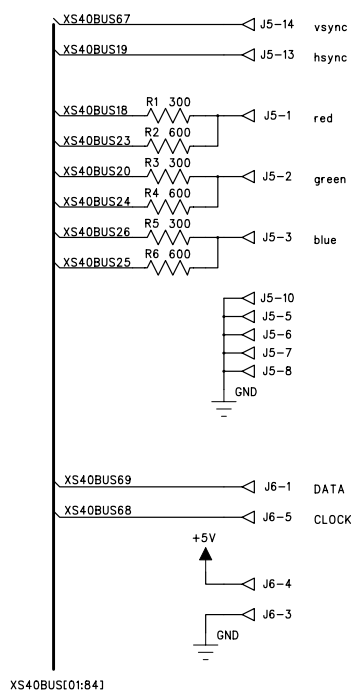 XS40BUS67 J5-14 vsync
XS40BUS19 J5-13 hsync
R1 300
XS40BUS18 J5-1 red
R2 600
XS40BUS23
R3 300
XS40BUS20 J5-2 green
R4 600
XS40BUS24
R5 300
XS40BUS26 J5-3 blue
R6 600
XS40BUS25
J5-10
J5-5
J5-6
J5-7
J5-8
GND
XS40BUS69 J6-1 DATA
XS40BUS68 J6-5 CLOCK
+5V
J6-4
J6-3
GND
XS40BUS[01:84]